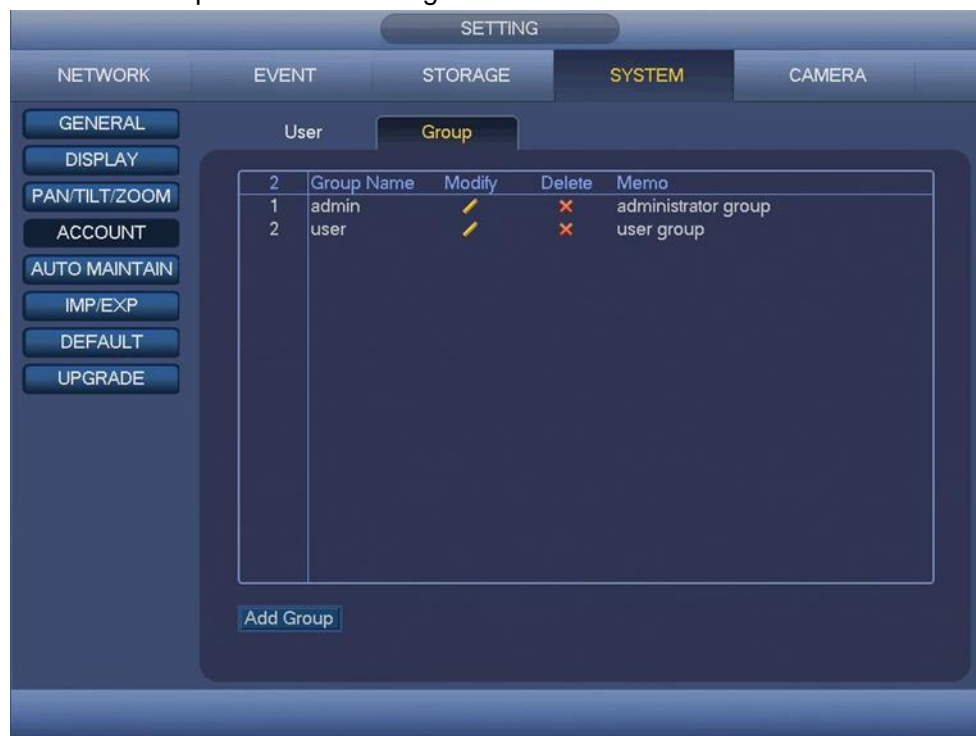 SETTING
NETWORK EVENT STORAGE SYSTEM CAMERA
GENERAL
DISPLAY
PAN/TILT/ZOOM
ACCOUNT
AUTO MAINTAIN
IMP/EXP
DEFAULT
UPGRADE
User Group
2 Group Name Modify Delete Memo
1 admin administrator group
2 user user group
Add Group